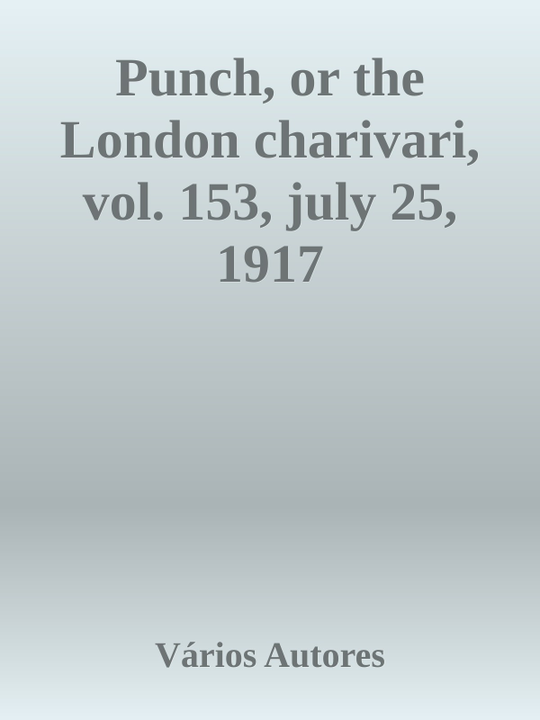 Punch, or the
London charivari,
vol. 153, july 25,
1917
Vários Autores